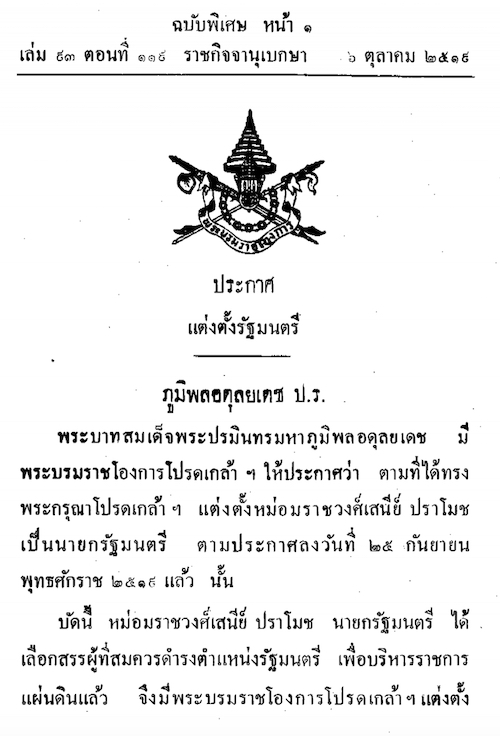 ฉบับพิเศษ หน้า ๑
เล่ม ๙๓ ตอนที่ ๑๑๙ ราชกิจจานุเบกษา ๖ ตุลาคม ๒๕๑๙
พระบรมราชโองการ
ประกาศ
แต่งตั้งรัฐมนตรี
ภูมิพลอดุลยเดช ป.ร.
พระบาทสมเด็จพระปรมินทรมหาภูมิพลอดุลยเดช มี
พระบรมราชโองการโปรดเกล้า ฯ ให้ประกาศว่า ตามที่ได้ทรง
พระกรุณาโปรดเกล้า ฯ แต่งตั้งหม่อมราชวงศ์เสนีย์ ปราโมช
เป็นนายกรัฐมนตรี ตามประกาศลงวันที่ ๒๕ กันยายน
พุทธศักราช ๒๕๑๙ แล้ว นั้น
บัดนี้ หม่อมราชวงศ์เสนีย์ ปราโมช นายกรัฐมนตรี ได้
เลือกสรรผู้ที่สมควรดำรงตำแหน่งรัฐมนตรี เพื่อบริหารราชการ
แผ่นดินแล้ว จึงมีพระบรมราชโองการโปรดเกล้า ฯ แต่งตั้ง